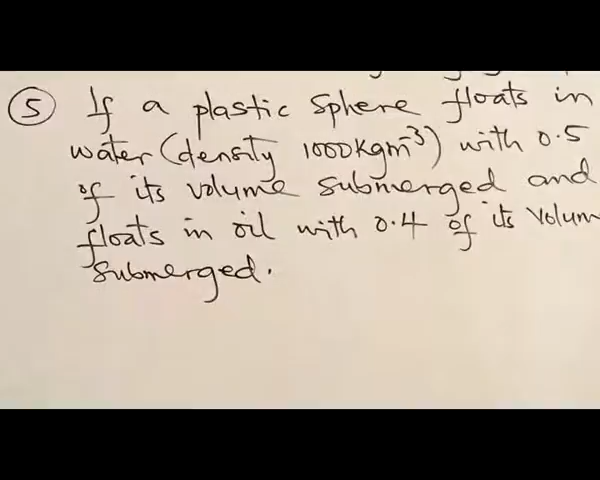 ⑤ If a plastic sphere floats in
water (density 1000Kgm⁻³) with 0.5
of its volume submerged and
floats in oil with 0.4 of its Volum
submerged.